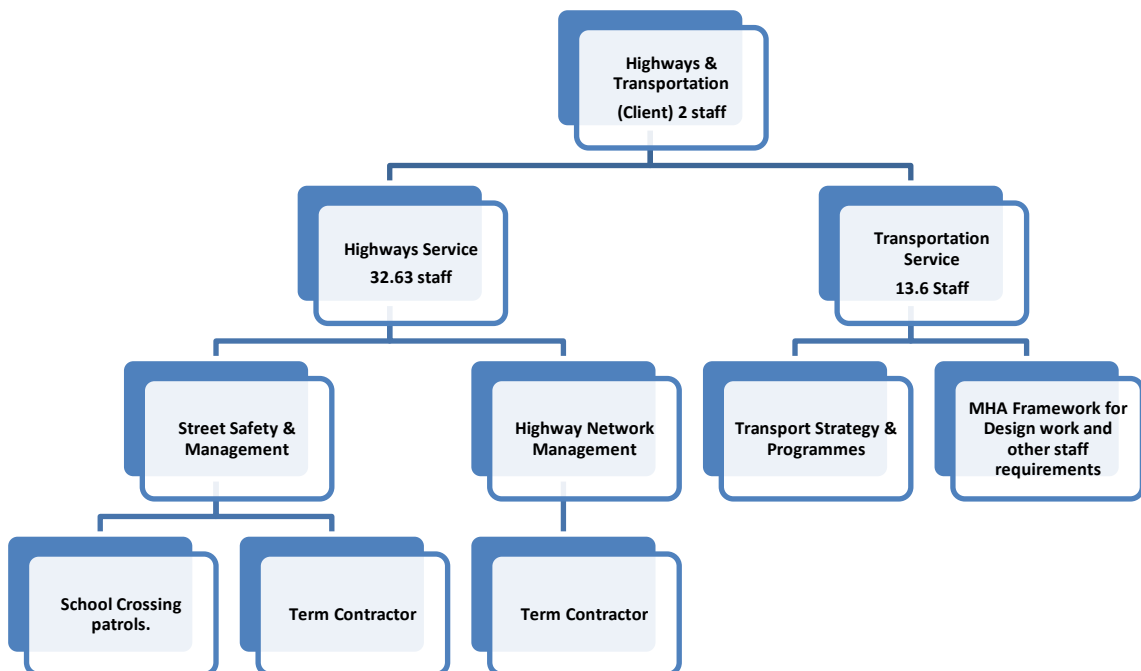 Highways &
Transportation
(Client) 2 staff
Highways Service
32.63 staff
Transportation
Service
13.6 Staff
Street Safety &
Management
Highway Network
Management
Transport Strategy &
Programmes
MHA Framework for
Design work and
other staff
requirements
School Crossing
patrols.
Term Contractor
Term Contractor